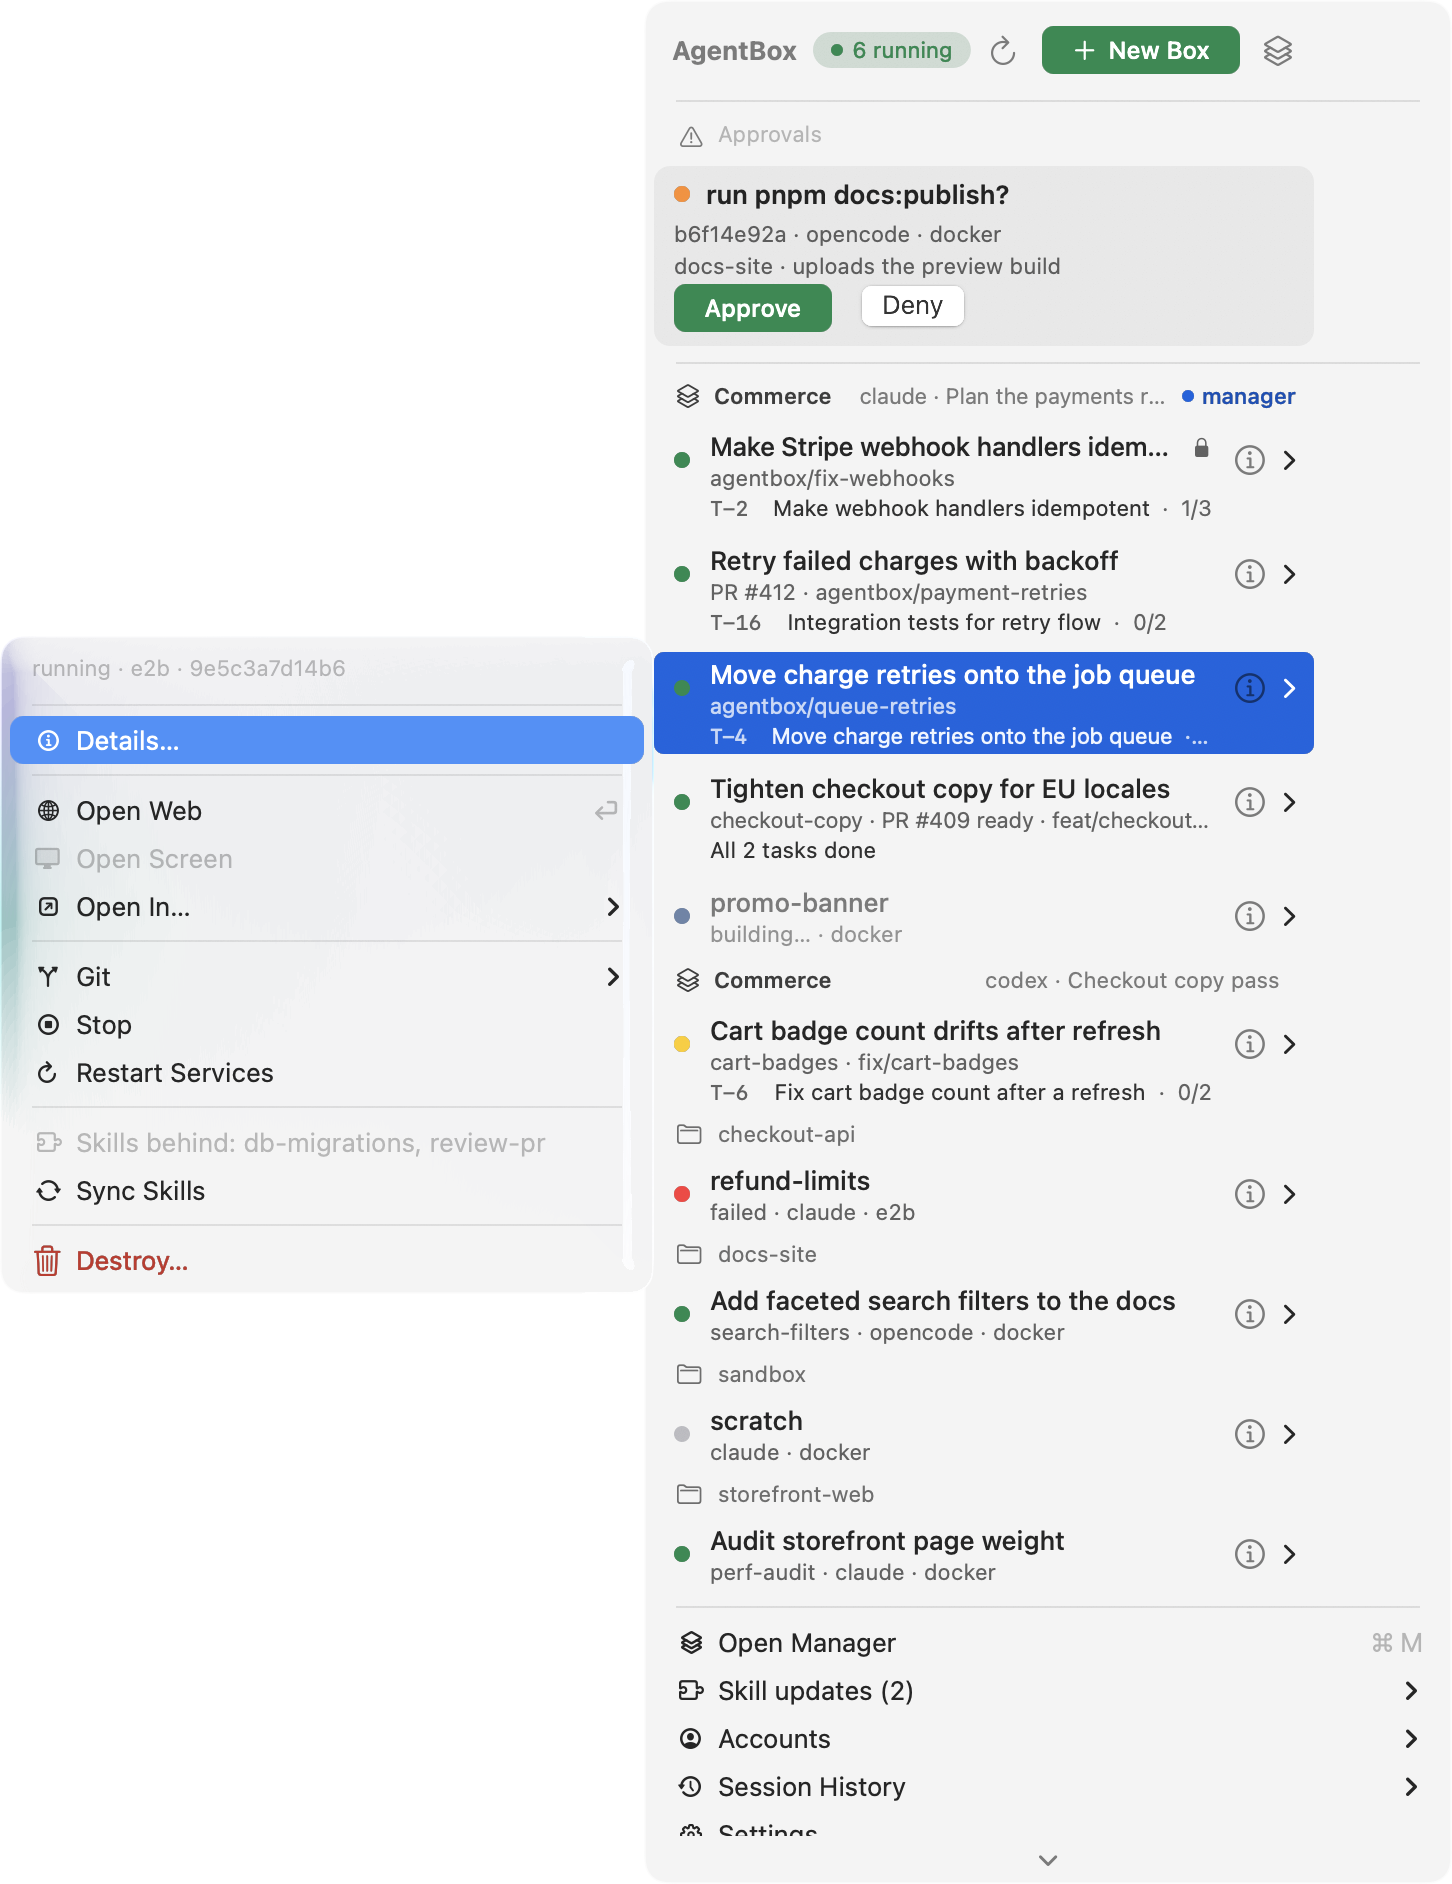 AgentBox
6 running
New Box
Approvals
run pnpm docs:publish?
b6f14e92a · opencode · docker
docs-site · uploads the preview build
Approve
Deny
Commerce
claude · Plan the payments r...
manager
Make Stripe webhook handlers idem...
agentbox/fix-webhooks
T-2 Make webhook handlers idempotent · 1/3
Retry failed charges with backoff
PR #412 · agentbox/payment-retries
T-16 Integration tests for retry flow · 0/2
Move charge retries onto the job queue
agentbox/queue-retries
T-4 Move charge retries onto the job queue ·...
Tighten checkout copy for EU locales
checkout-copy · PR #409 ready · feat/checkout...
All 2 tasks done
promo-banner
building... · docker
Commerce
codex · Checkout copy pass
Cart badge count drifts after refresh
cart-badges · fix/cart-badges
T-6 Fix cart badge count after a refresh · 0/2
checkout-api
refund-limits
failed · claude · e2b
docs-site
Add faceted search filters to the docs
search-filters · opencode · docker
sandbox
scratch
claude · docker
storefront-web
Audit storefront page weight
perf-audit · claude · docker
Open Manager ⌘ M
Skill updates (2)
Accounts
Session History
Settings
running · e2b · 9e5c3a7d14b6
Details...
Open Web
Open Screen
Open In...
Git
Stop
Restart Services
Skills behind: db-migrations, review-pr
Sync Skills
Destroy...